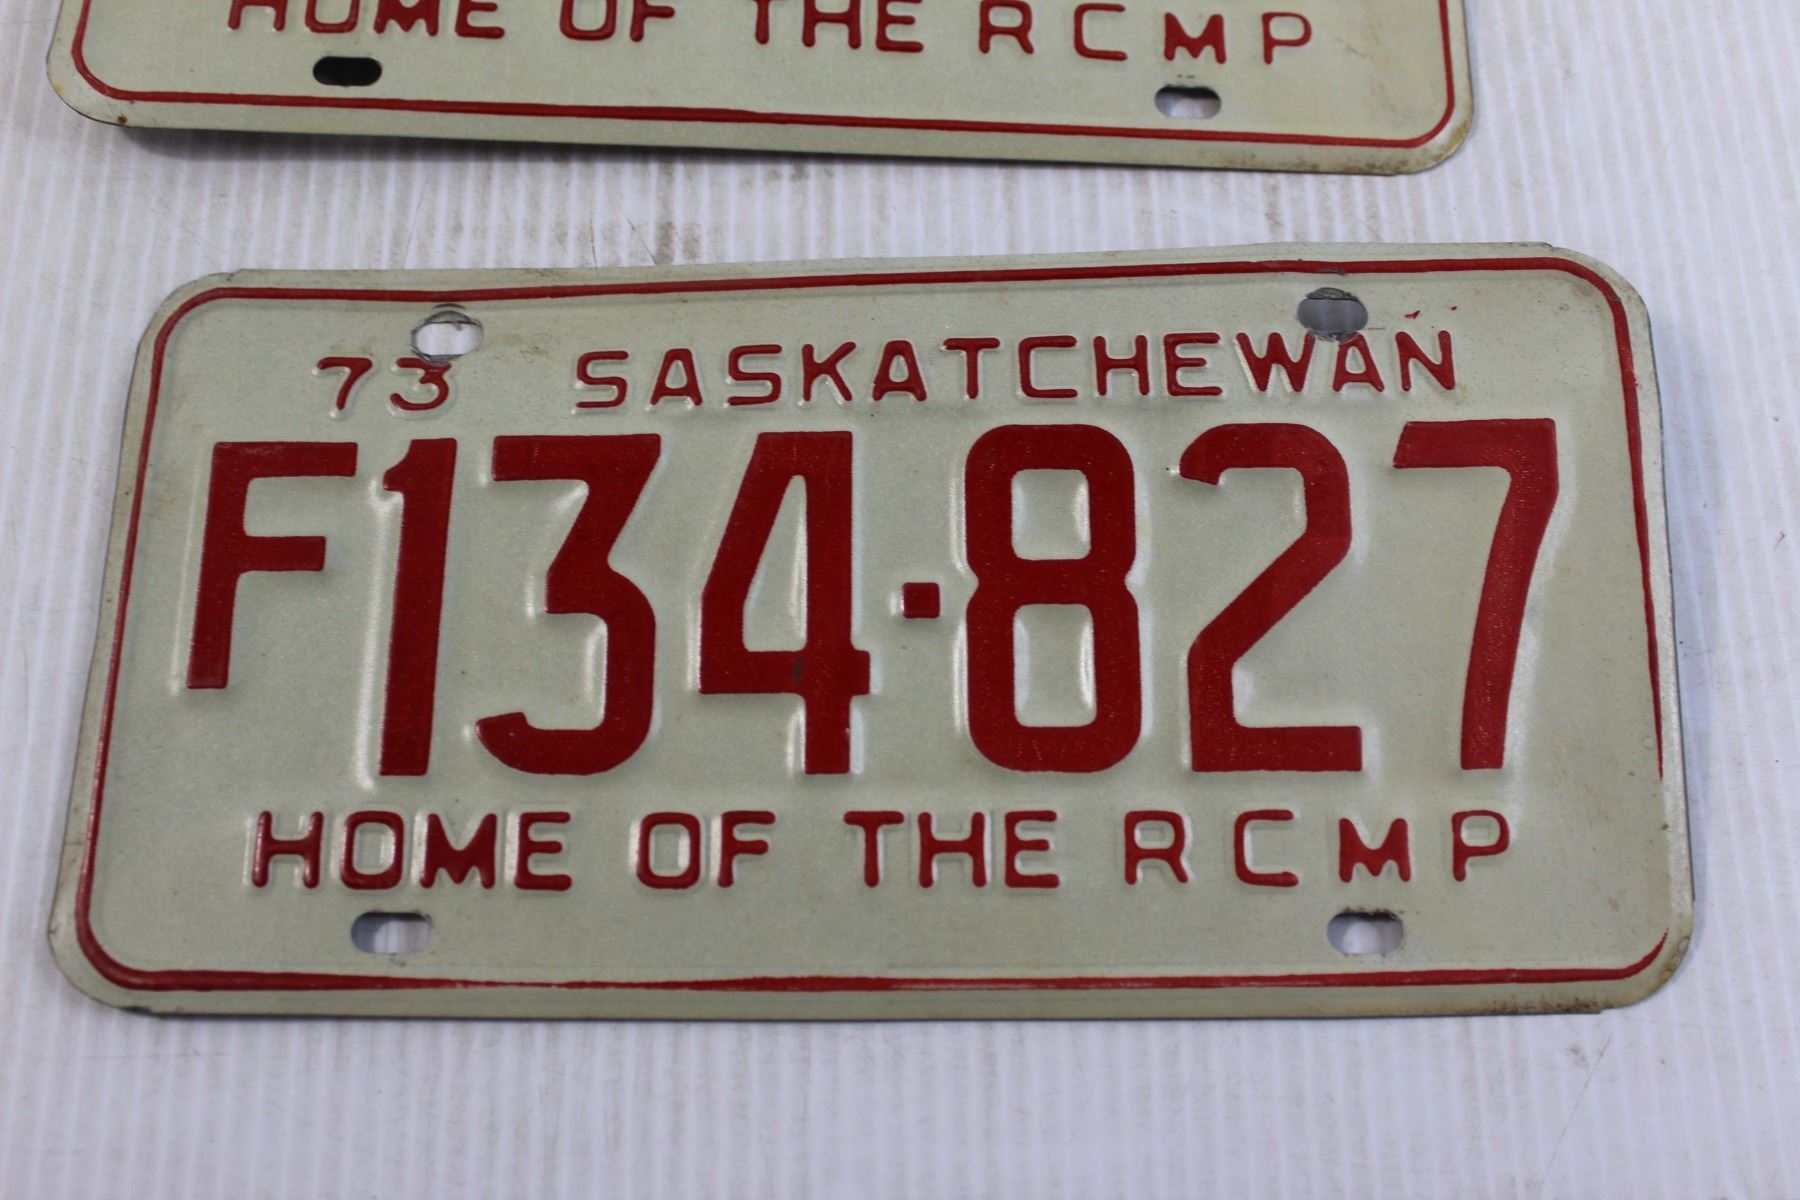 HOME OF THE RCMP
73 SASKATCHEWAN
F134·827
HOME OF THE RCMP